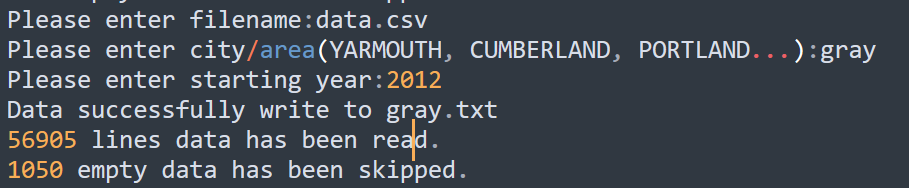 Please enter filename:data.csv
Please enter city/area(YARMOUTH, CUMBERLAND, PORTLAND...):gray
Please enter starting year:2012
Data successfully write to gray.txt
56905 lines data has been read.
1050 empty data has been skipped.